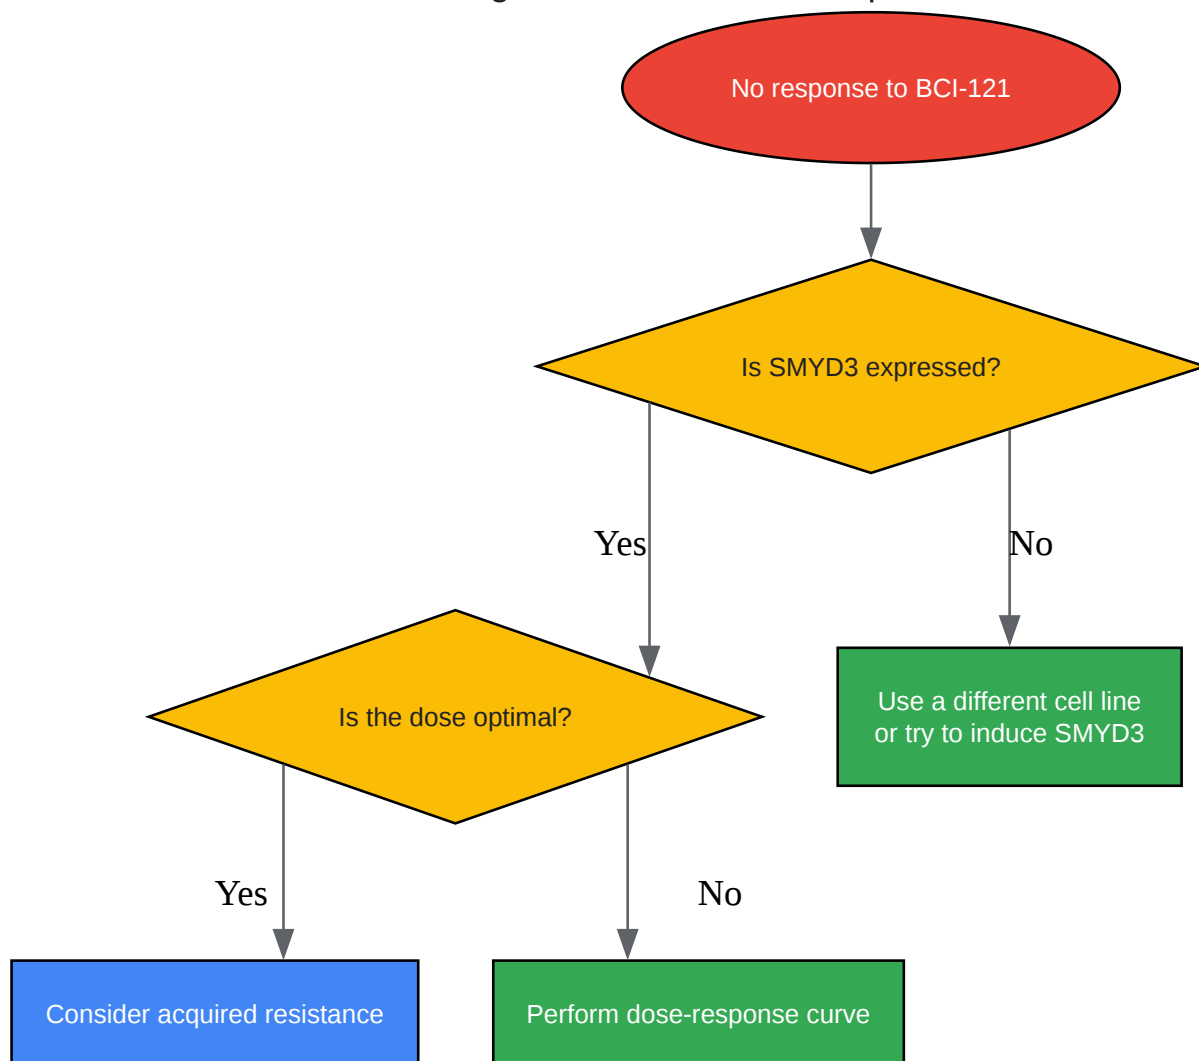 No response to BCI-121
Is SMYD3 expressed?
Yes
No
Is the dose optimal?
Use a different cell line
or try to induce SMYD3
Yes
No
Consider acquired resistance
Perform dose-response curve